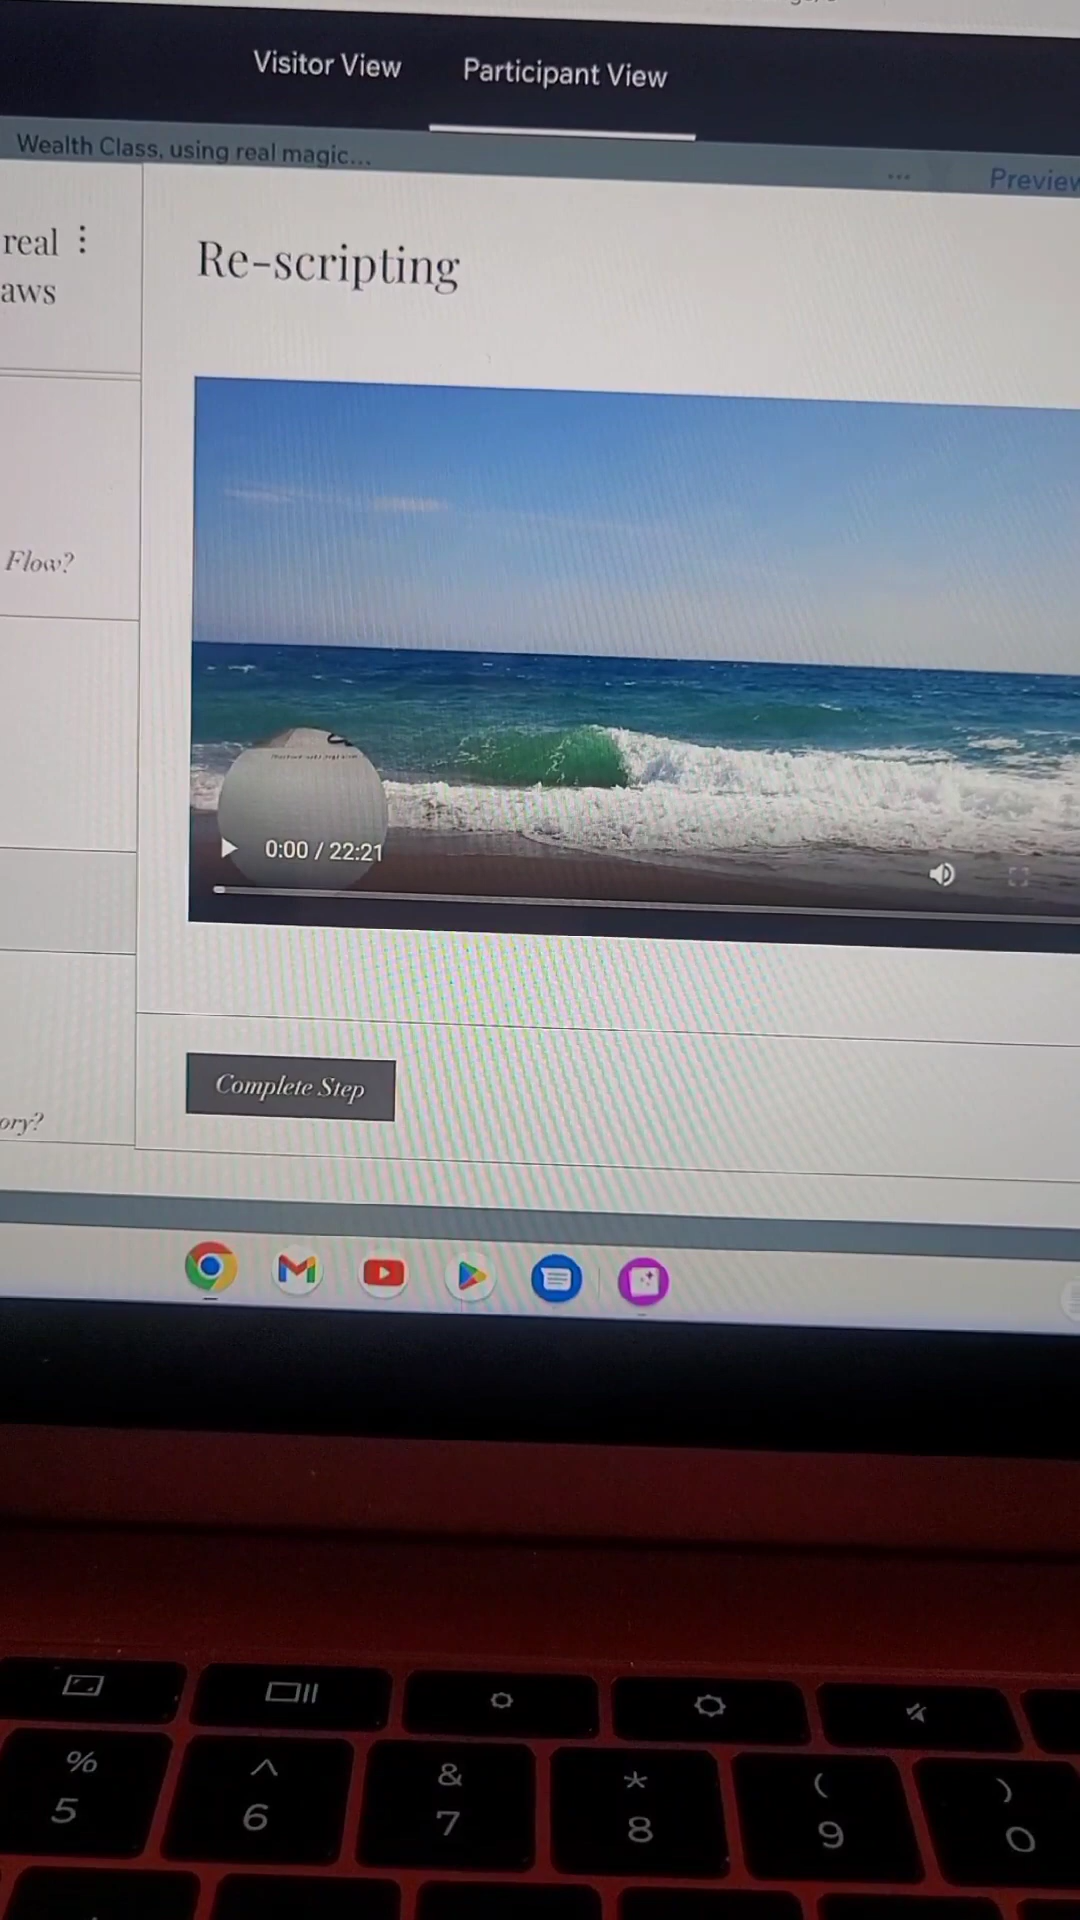 Visitor View Participant View
Wealth Class, using real magic...
... Preview
real
aws
Re-scripting
Flow?
0:00 / 22:21
Complete Step
ory?
% ^ & * ( )
5 6 7 8 9 0